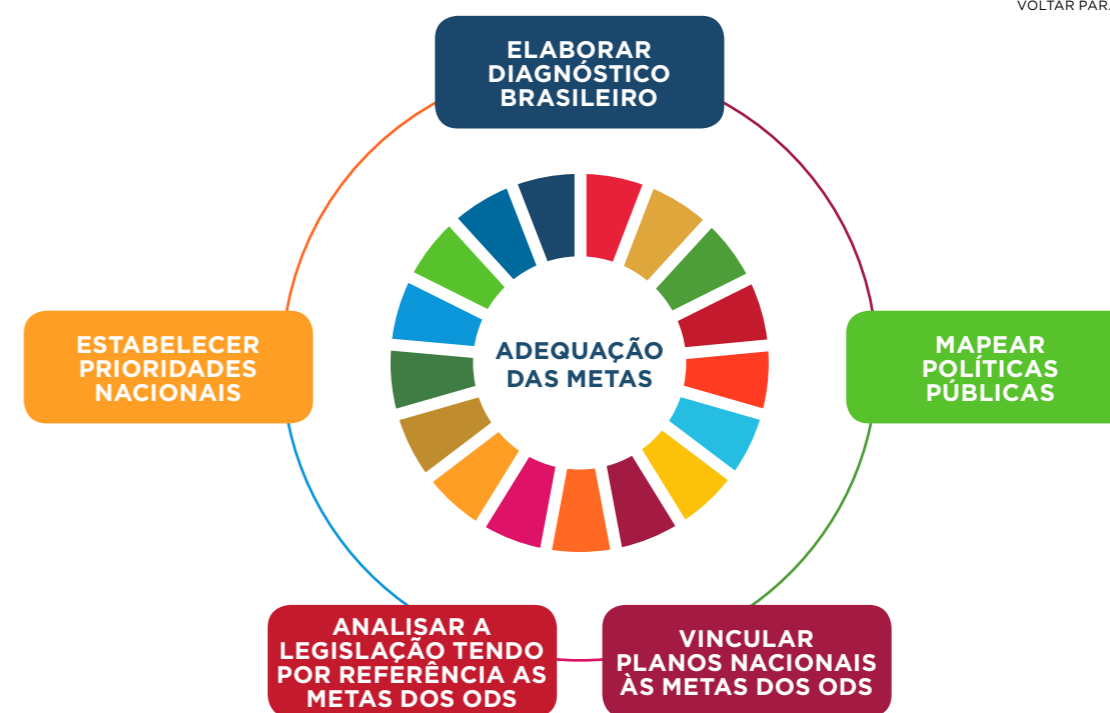 VOLTAR PARA
ELABORAR
DIAGNÓSTICO
BRASILEIRO
ESTABELECER
PRIORIDADES
NACIONAIS
ADEQUAÇÃO
DAS METAS
MAPEAR
POLÍTICAS
PÚBLICAS
ANALISAR A
LEGISLAÇÃO TENDO
POR REFERÊNCIA AS
METAS DOS ODS
VINCULAR
PLANOS NACIONAIS
ÀS METAS DOS ODS